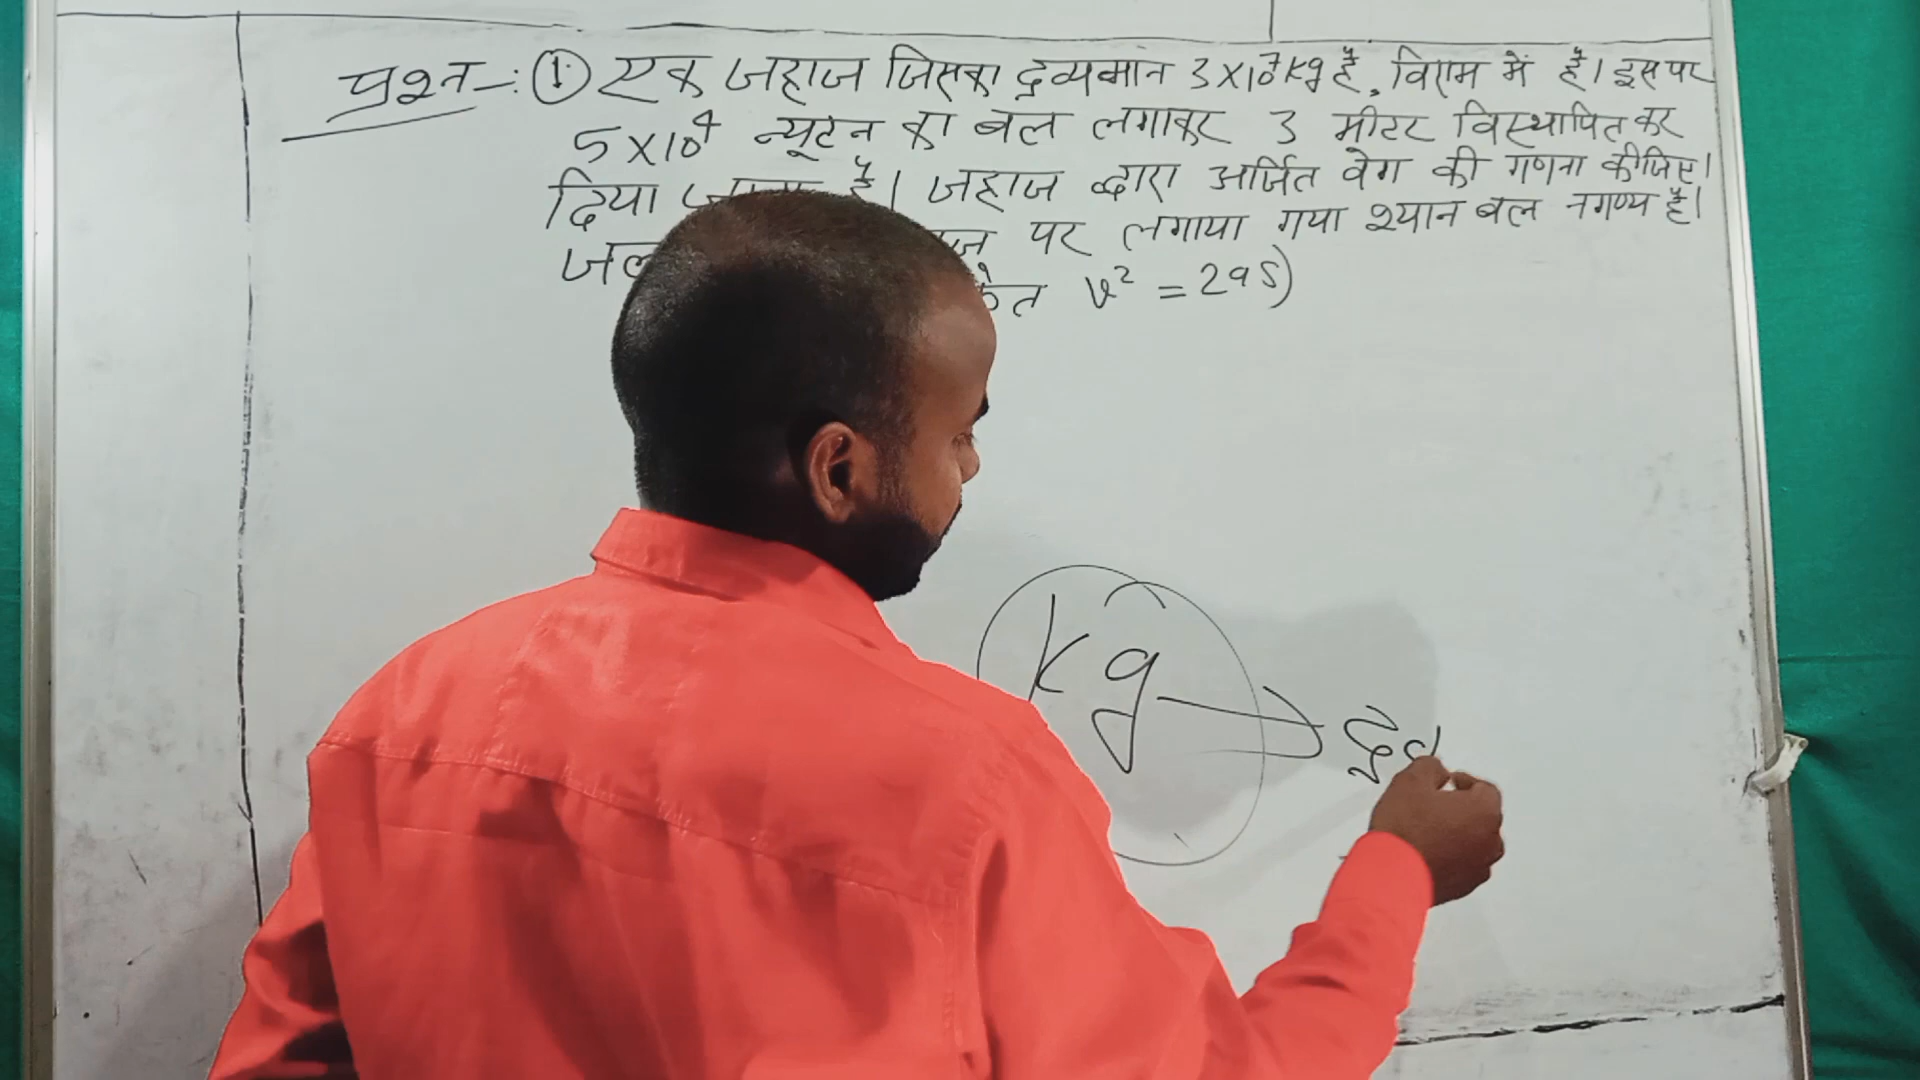 प्रश्न-: ① एक जहाज जिसका द्रव्यमान 3×10⁷kg है, विराम में है। इस पर
5×10⁴ न्यूटन का बल लगाकर 3 मीटर विस्थापित कर
दिया है। जहाज द्वारा अर्जित वेग की गणना कीजिए।
पर लगाया गया श्यान बल नगण्य है।
v² = 2as)
kg →